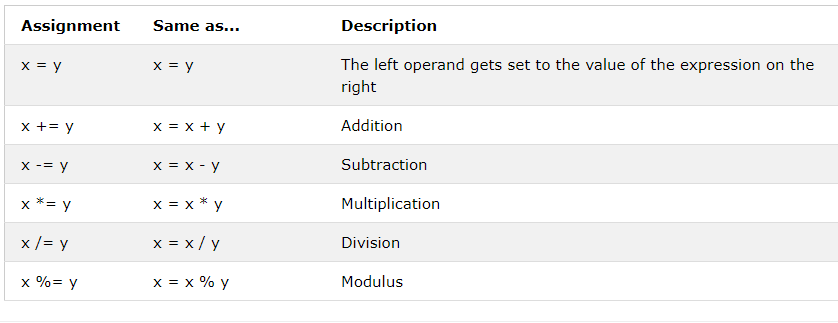 Assignment Same as... Description
x = y x = y The left operand gets set to the value of the expression on the
right
x += y x = x + y Addition
x -= y x = x - y Subtraction
x *= y x = x * y Multiplication
x /= y x = x / y Division
x %= y x = x % y Modulus